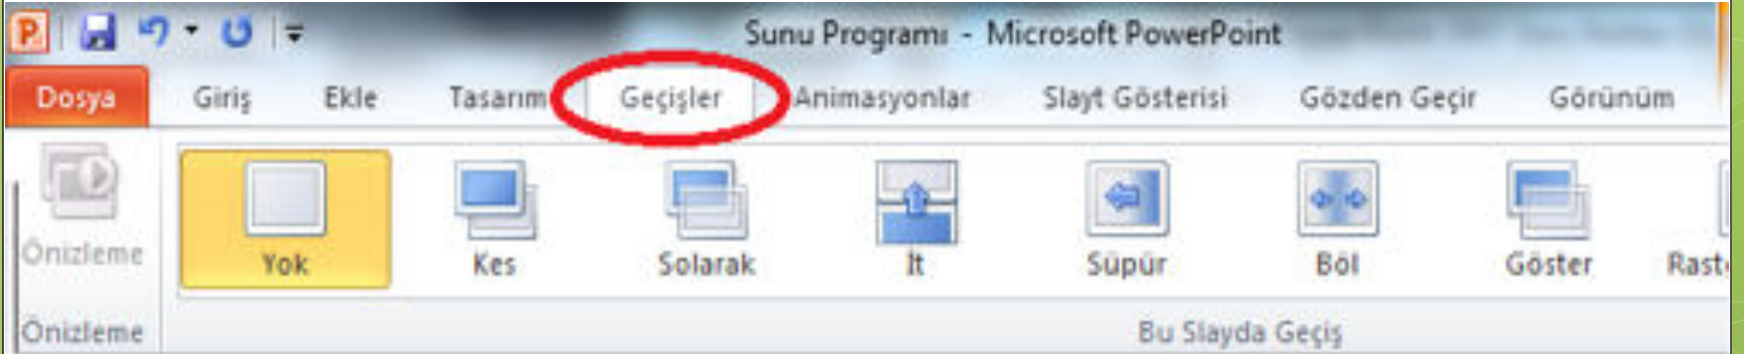 Sunu Programı - Microsoft PowerPoint
Dosya Giriş Ekle Tasarım Geçişler Animasyonlar Slayt Gösterisi Gözden Geçir Görünüm
Önizleme Yok Kes Solarak İt Süpür Böl Göster
Önizleme Bu Slayda Geçiş